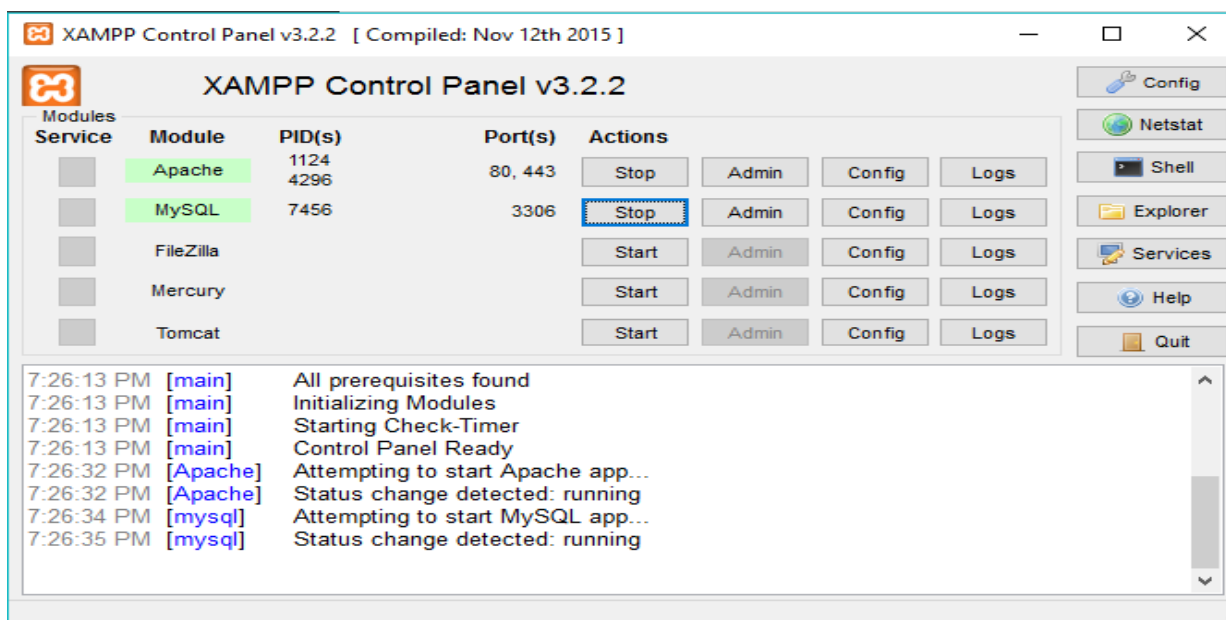 XAMPP Control Panel v3.2.2 [ Compiled: Nov 12th 2015 ]
XAMPP Control Panel v3.2.2
Config
Modules
Netstat
Service Module PID(s) Port(s) Actions
Apache 1124 4296 80, 443 Stop Admin Config Logs
Shell
MySQL 7456 3306 Stop Admin Config Logs
Explorer
FileZilla Start Admin Config Logs
Services
Mercury Start Admin Config Logs
Help
Tomcat Start Admin Config Logs
Quit
7:26:13 PM [main] All prerequisites found
7:26:13 PM [main] Initializing Modules
7:26:13 PM [main] Starting Check-Timer
7:26:13 PM [main] Control Panel Ready
7:26:32 PM [Apache] Attempting to start Apache app...
7:26:32 PM [Apache] Status change detected: running
7:26:34 PM [mysql] Attempting to start MySQL app...
7:26:35 PM [mysql] Status change detected: running